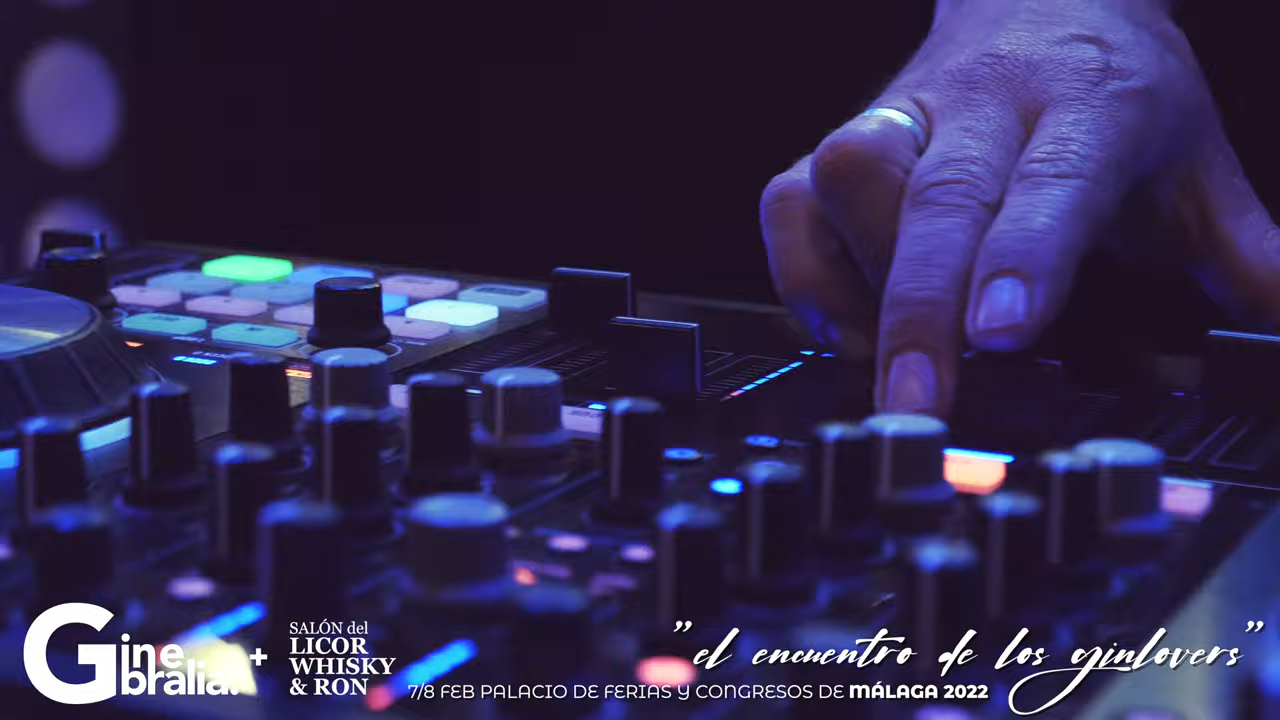 Ginebralia.+
SALÓN del
LICOR
WHISKY
& RON
"el encuentro de los ginlovers"
7/8 FEB PALACIO DE FERIAS y CONGRESOS DE MÁLAGA 2022